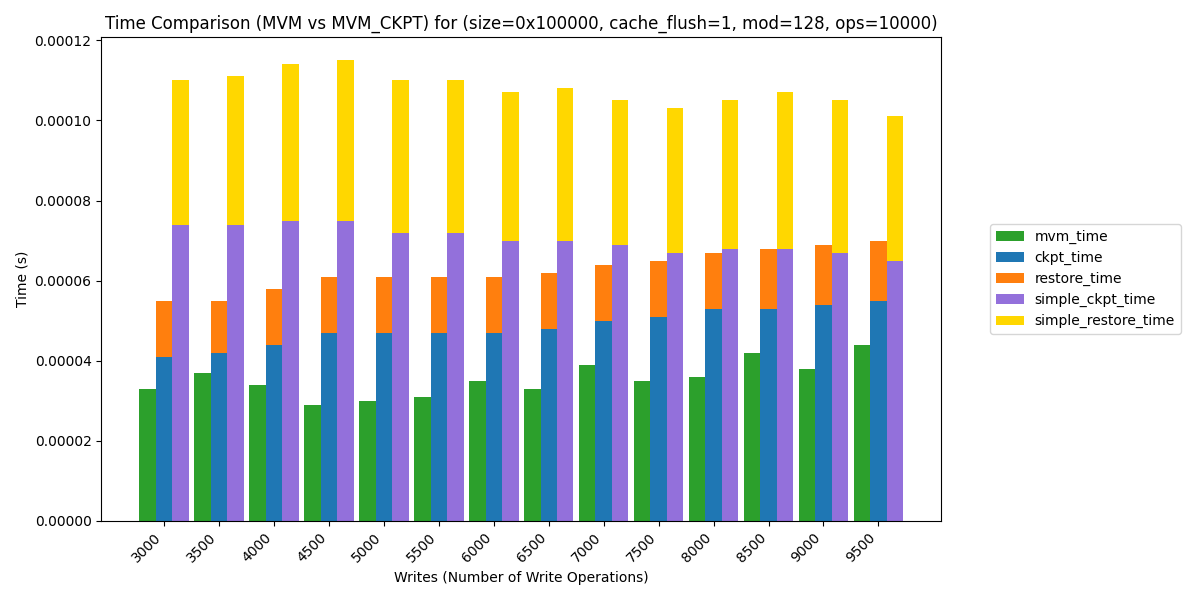 Time Comparison (MVM vs MVM_CKPT) for (size=0x100000, cache_flush=1, mod=128, ops=10000)
0.00012
0.00010
0.00008
0.00006
0.00004
0.00002
0.00000
Time (s)
3000 3500 4000 4500 5000 5500 6000 6500 7000 7500 8000 8500 9000 9500
Writes (Number of Write Operations)
mvm_time
ckpt_time
restore_time
simple_ckpt_time
simple_restore_time